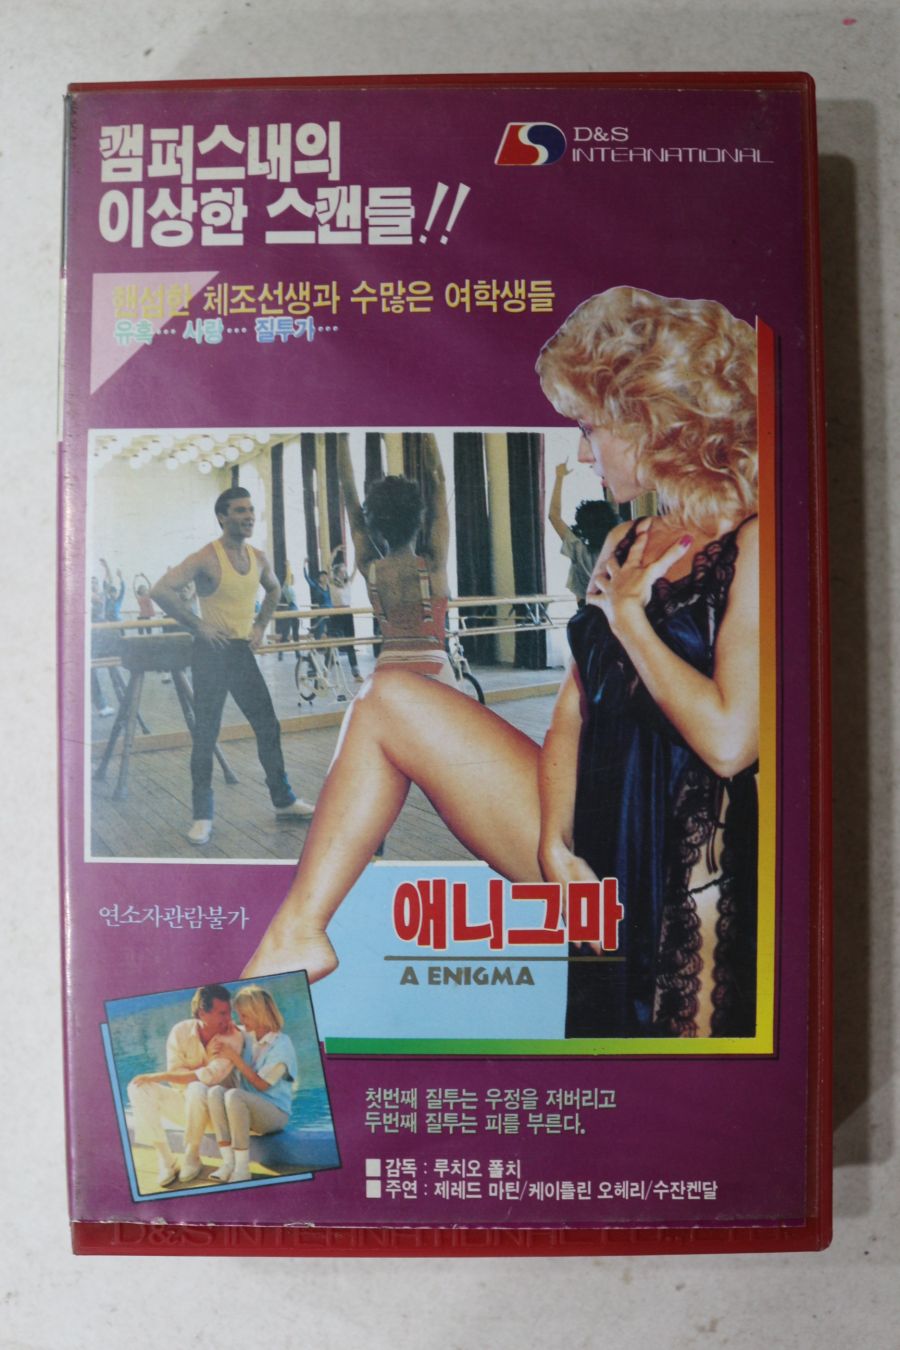 캠퍼스내의
이상한 스캔들!!
D&S
INTERNATIONAL
핸섬한 체조선생과 수많은 여학생들
유혹… 사랑… 질투가…
연소자관람불가
애니그마
A ENIGMA
첫번째 질투는 우정을 져버리고
두번째 질투는 피를 부른다.
■감독 : 루치오 폴치
■주연 : 제레드 마틴/케이틀린 오헤리/수잔켄달
D&S INTERNATIONAL CO., LTD